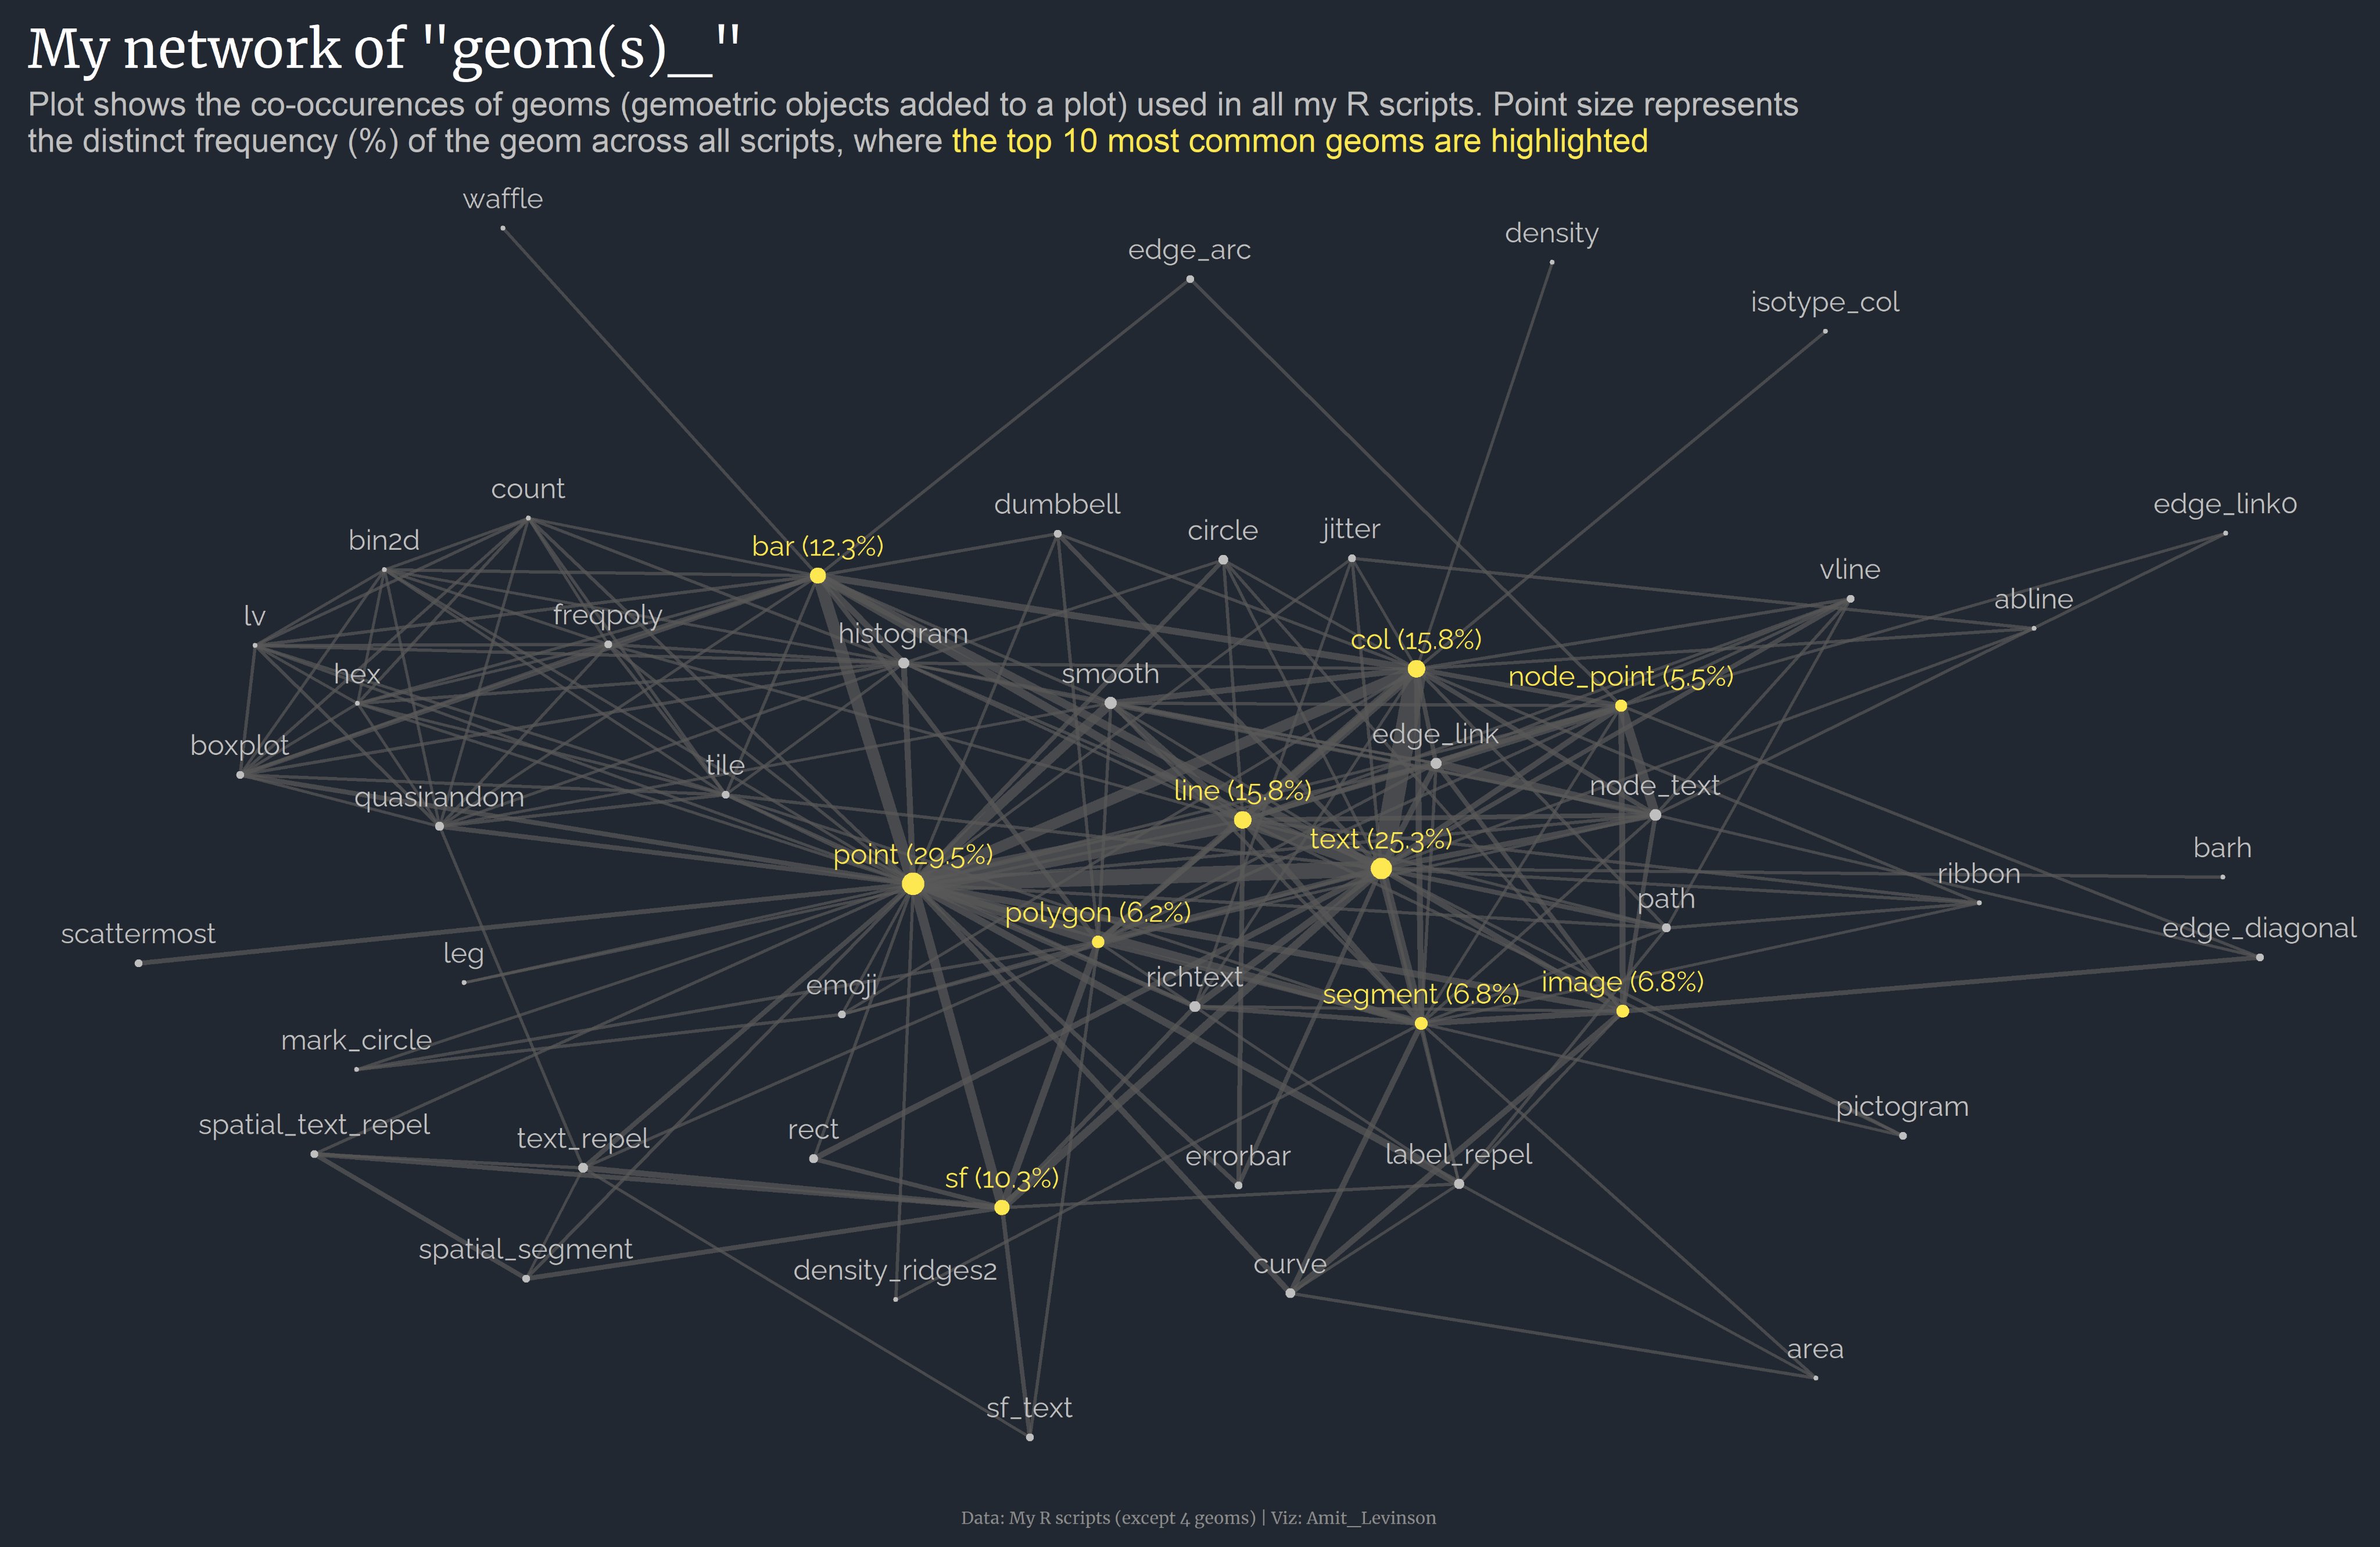 My network of "geom(s)_"
Plot shows the co-occurences of geoms (gemoetric objects added to a plot) used in all my R scripts. Point size represents
the distinct frequency (%) of the geom across all scripts, where the top 10 most common geoms are highlighted
waffle
edge_arc
density
isotype_col
count
dumbbell
edge_link0
circle
jitter
bin2d
bar (12.3%)
vline
abline
lv
freqpoly
histogram
col (15.8%)
hex
smooth
node_point (5.5%)
edge_link
boxplot
tile
node_text
line (15.8%)
quasirandom
text (25.3%)
barh
point (29.5%)
ribbon
path
polygon (6.2%)
edge_diagonal
scattermost
leg
richtext
image (6.8%)
emoji
segment (6.8%)
mark_circle
pictogram
spatial_text_repel
rect
text_repel
label_repel
errorbar
sf (10.3%)
spatial_segment
curve
density_ridges2
area
sf_text
Data: My R scripts (except 4 geoms) | Viz: Amit_Levinson